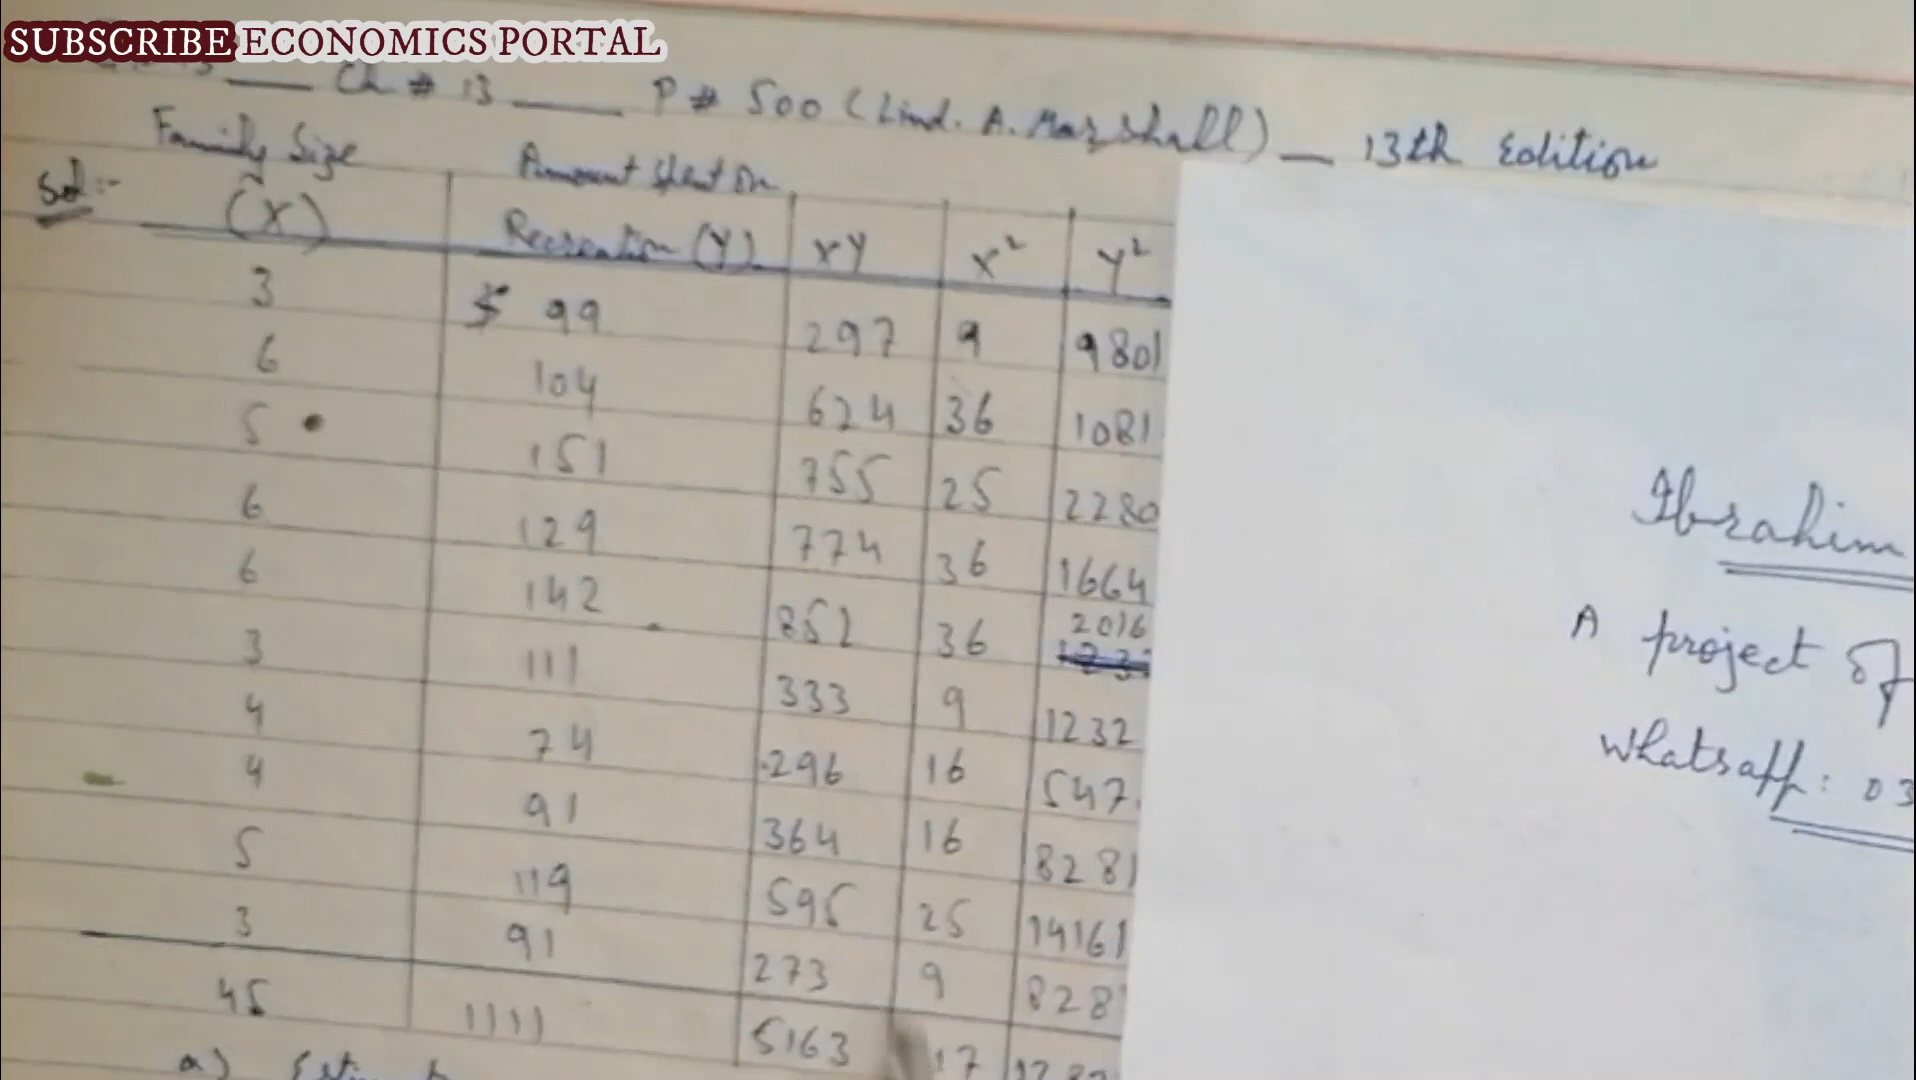 SUBSCRIBE ECONOMICS PORTAL
Ch # 13 P # 500 (Lind. A. Marshall) 13th Edition
Sol:- Family Size (X) Amount Spent on Recreation (Y) XY X² Y²
3 $ 99 297 9 9801
6 104 624 36 1081
5 151 755 25 2280
6 129 774 36 1664
6 142 852 36 2016
3 111 333 9 1232
4 74 296 16 547
4 91 364 16 8281
5 119 595 25 14161
3 91 273 9 828
45 1111 5163 17
a)
Ibrahim
A project of
Whatsapp: 03